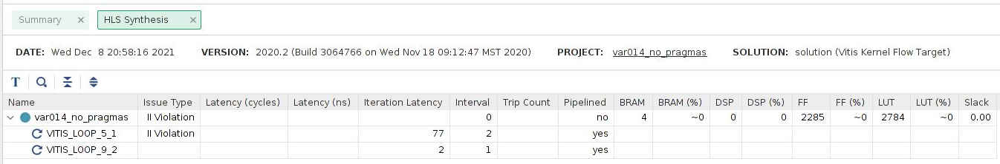 Summary × HLS Synthesis ×
DATE: Wed Dec 8 20:58:16 2021 VERSION: 2020.2 (Build 3064766 on Wed Nov 18 09:12:47 MST 2020) PROJECT: var014_no_pragmas SOLUTION: solution (Vitis Kernel Flow Target)
T
Name Issue Type Latency (cycles) Latency (ns) Iteration Latency Interval Trip Count Pipelined BRAM BRAM (%) DSP DSP (%) FF FF (%) LUT LUT (%) Slack
var014_no_pragmas II Violation 0 no 4 ~0 0 0 2285 ~0 2784 ~0 0.00
VITIS_LOOP_5_1 II Violation 77 2 yes
VITIS_LOOP_9_2 2 1 yes